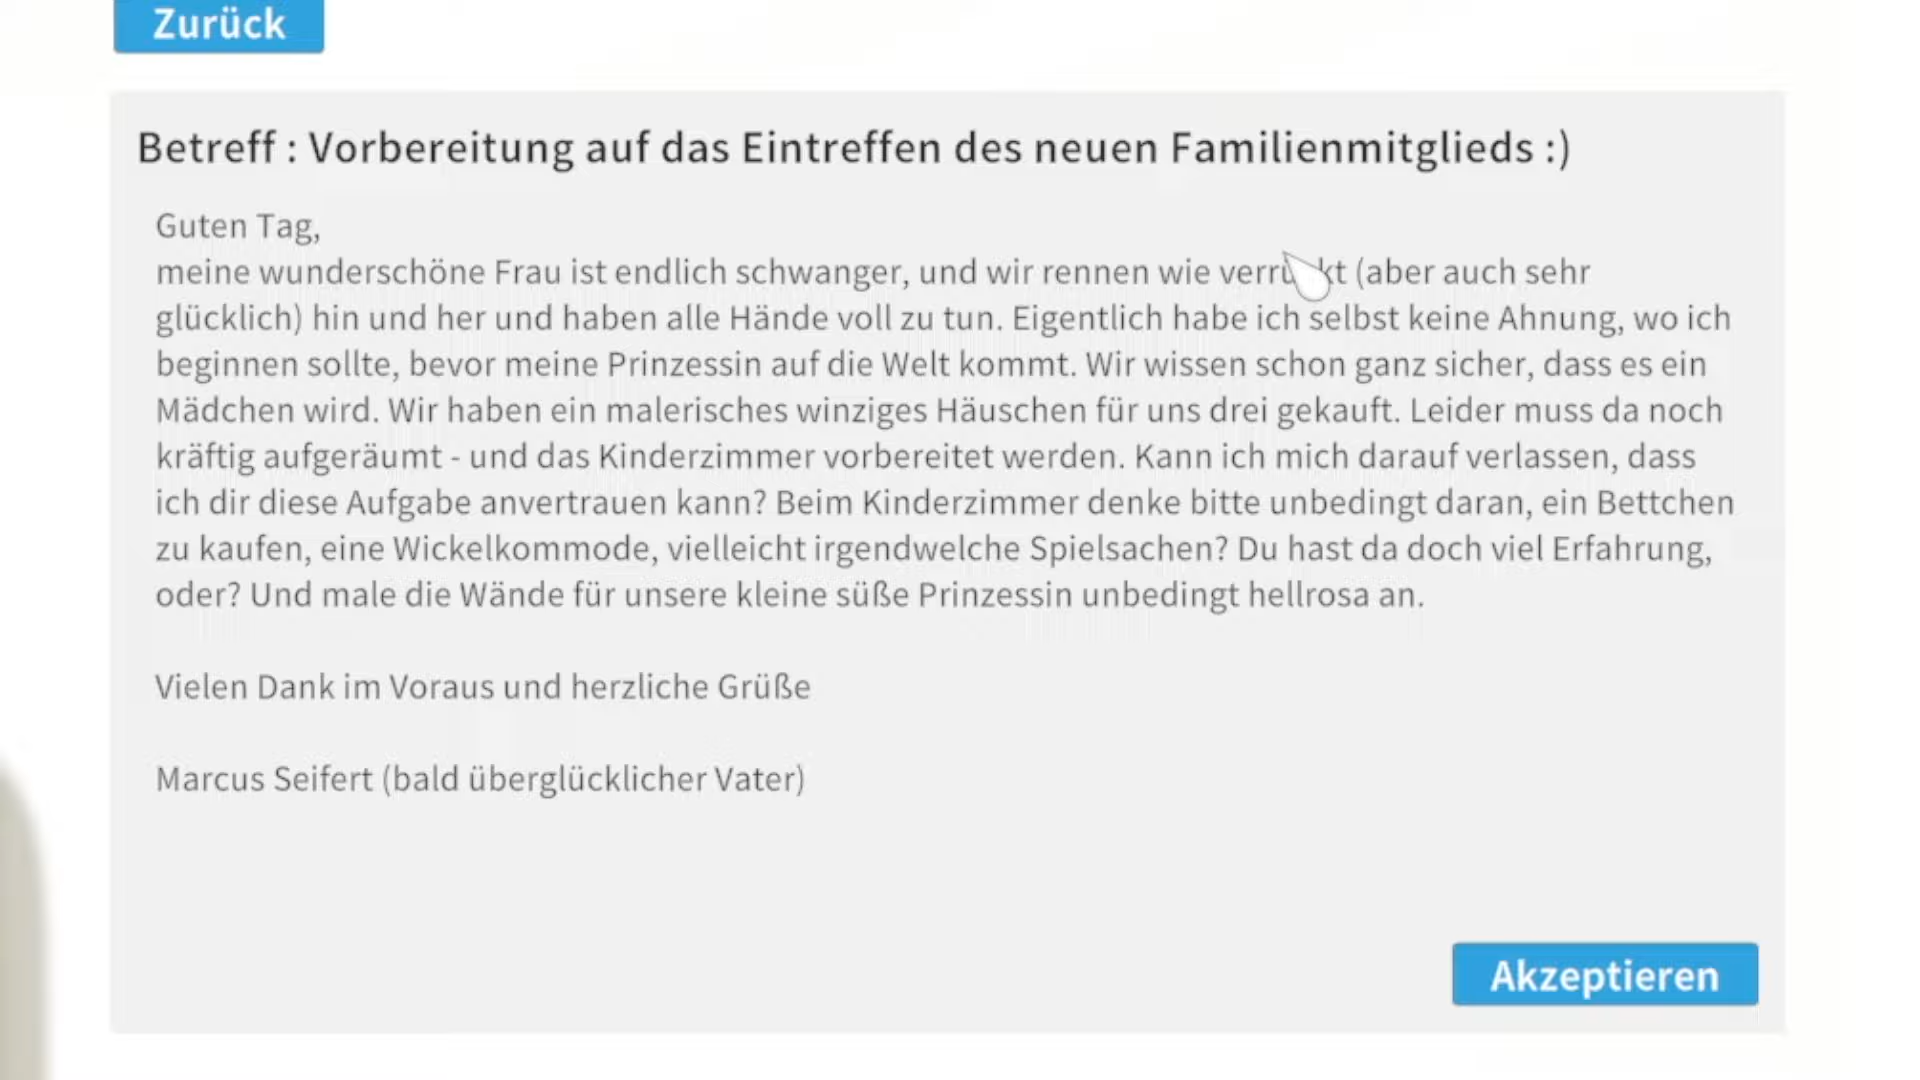 Zurück
Betreff : Vorbereitung auf das Eintreffen des neuen Familienmitglieds :)
Guten Tag,
meine wunderschöne Frau ist endlich schwanger, und wir rennen wie verrückt (aber auch sehr
glücklich) hin und her und haben alle Hände voll zu tun. Eigentlich habe ich selbst keine Ahnung, wo ich
beginnen sollte, bevor meine Prinzessin auf die Welt kommt. Wir wissen schon ganz sicher, dass es ein
Mädchen wird. Wir haben ein malerisches winziges Häuschen für uns drei gekauft. Leider muss da noch
kräftig aufgeräumt - und das Kinderzimmer vorbereitet werden. Kann ich mich darauf verlassen, dass
ich dir diese Aufgabe anvertrauen kann? Beim Kinderzimmer denke bitte unbedingt daran, ein Bettchen
zu kaufen, eine Wickelkommode, vielleicht irgendwelche Spielsachen? Du hast da doch viel Erfahrung,
oder? Und male die Wände für unsere kleine süße Prinzessin unbedingt hellrosa an.
Vielen Dank im Voraus und herzliche Grüße
Marcus Seifert (bald überglücklicher Vater)
Akzeptieren